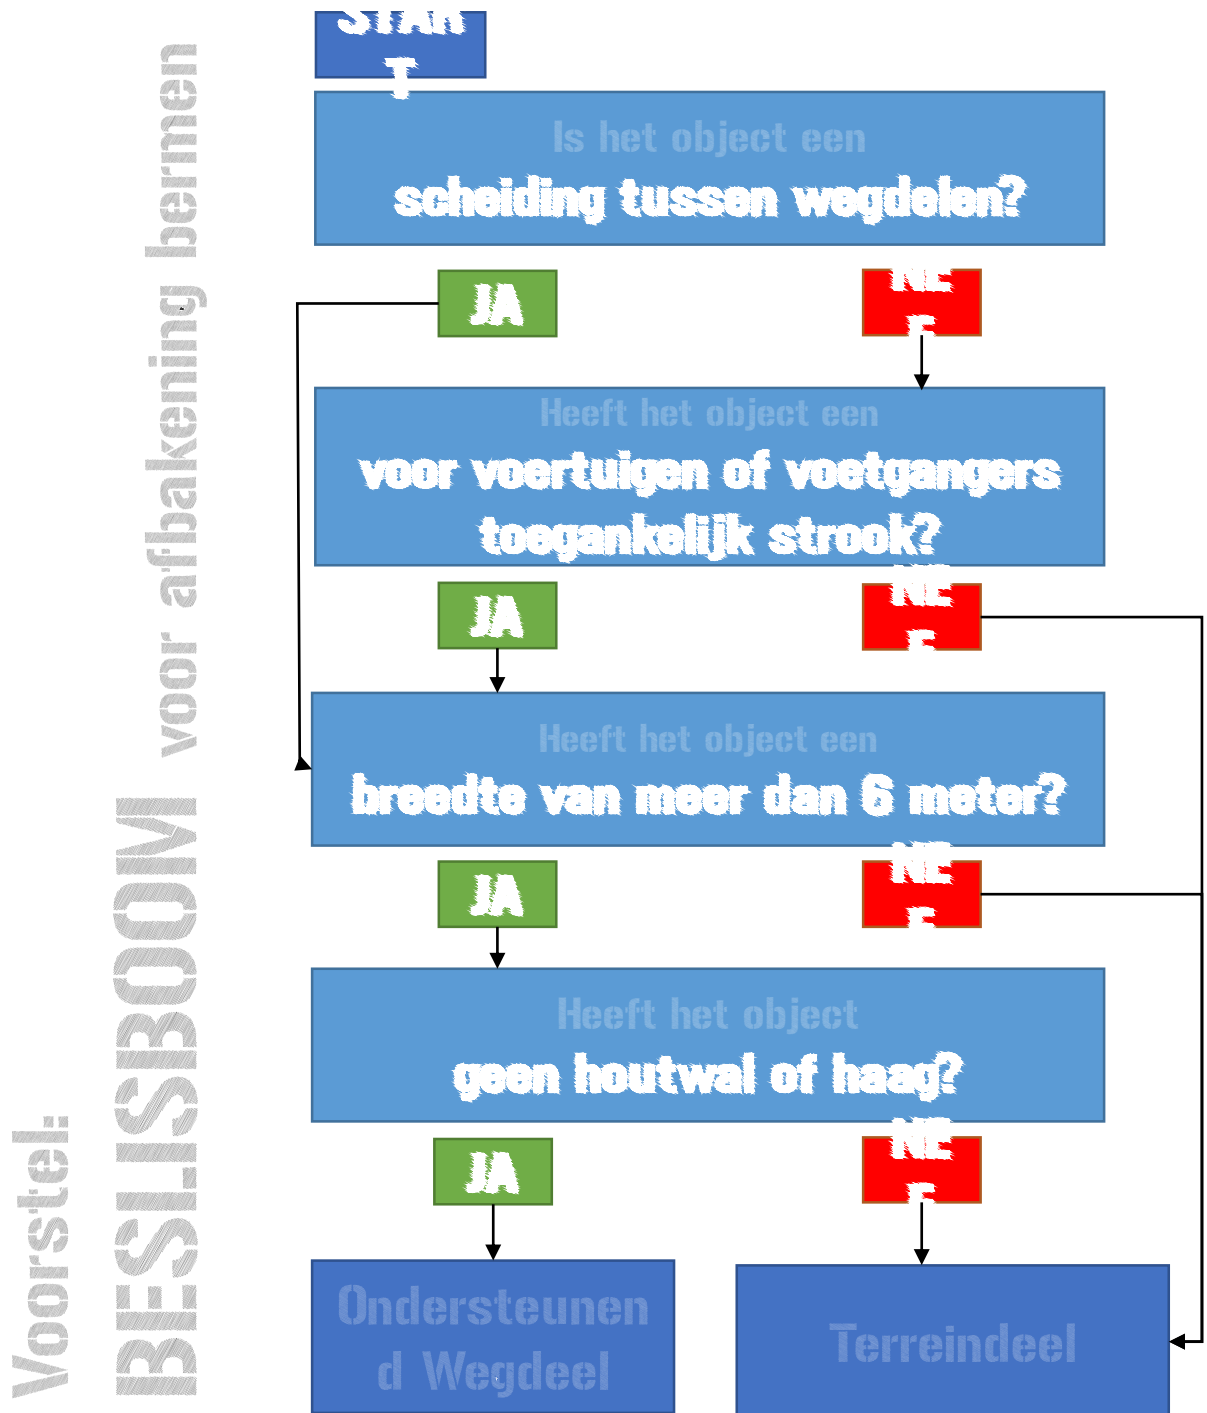 Voorstel:
BESLISBOOM voor afbakening bermen
STAR
T
Is het object een
scheiding tussen wegdelen?
JA
NE
E
Heeft het object een
voor voertuigen of voetgangers
toegankelijk strook?
JA
NE
E
Heeft het object een
breedte van meer dan 6 meter?
JA
NE
E
Heeft het object
geen houtwal of haag?
JA
NE
E
Ondersteunen
d Wegdeel
Terreindeel